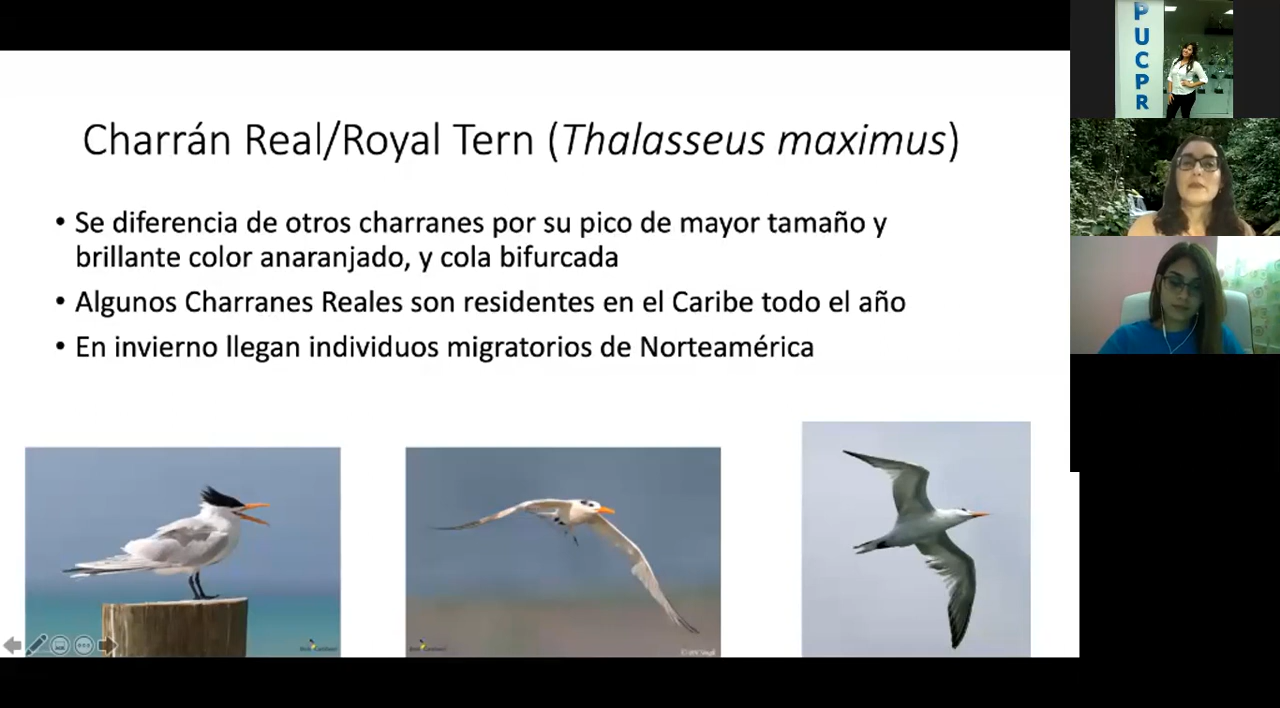 Charrán Real/Royal Tern (Thalasseus maximus)
• Se diferencia de otros charranes por su pico de mayor tamaño y
brillante color anaranjado, y cola bifurcada
• Algunos Charranes Reales son residentes en el Caribe todo el año
• En invierno llegan individuos migratorios de Norteamérica
P
U
C
P
R